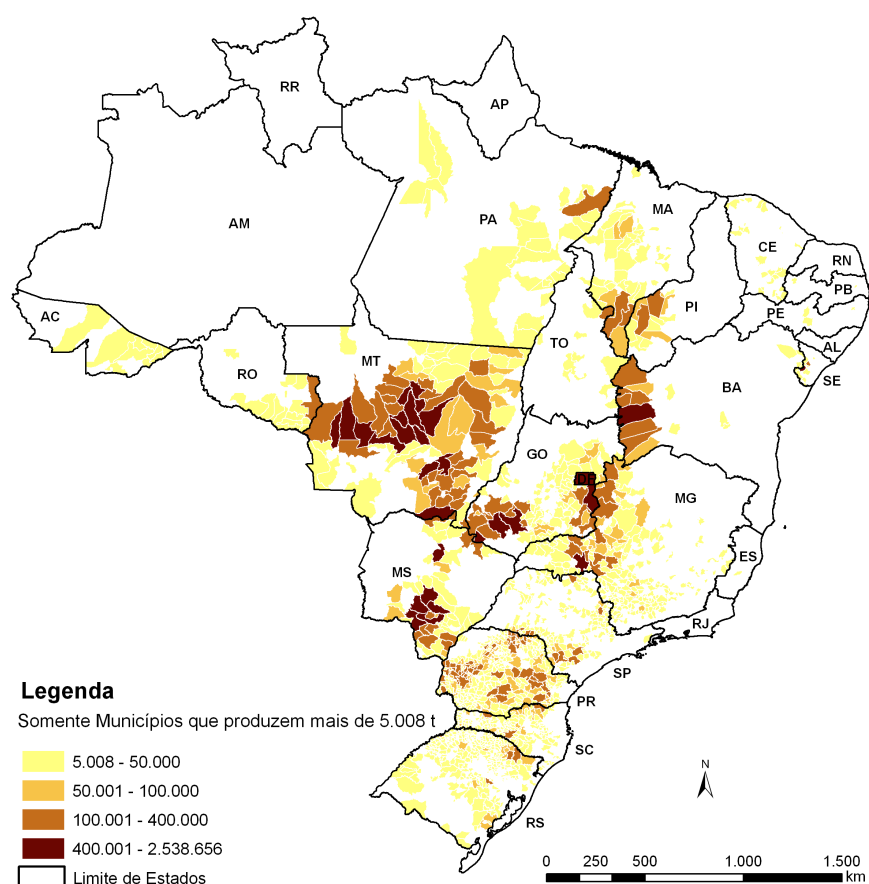 RR
AP
AM
PA
MA
CE
RN
PB
PE
PI
AL
SE
AC
RO
MT
TO
BA
GO
DF
MG
ES
MS
RJ
SP
PR
SC
RS
Legenda
Somente Municípios que produzem mais de 5.008 t
5.008 - 50.000
50.001 - 100.000
100.001 - 400.000
400.001 - 2.538.656
Limite de Estados
N
0 250 500 1.000 1.500
km